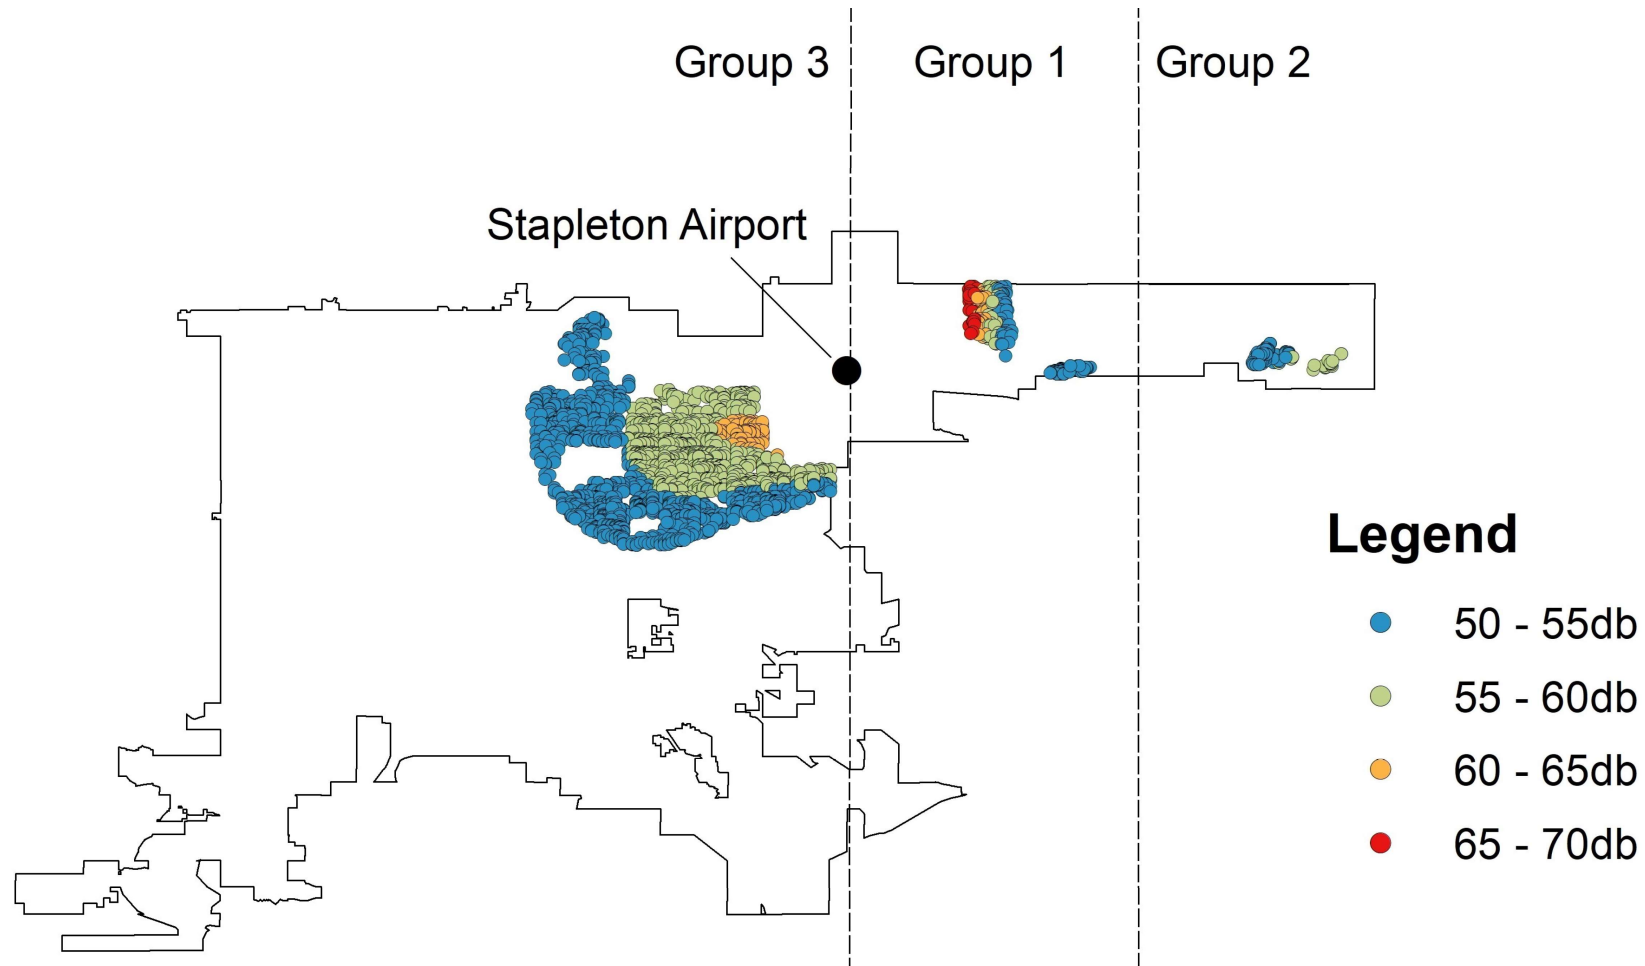 Group 3
Group 1
Group 2
Stapleton Airport
Legend
50 - 55db
55 - 60db
60 - 65db
65 - 70db